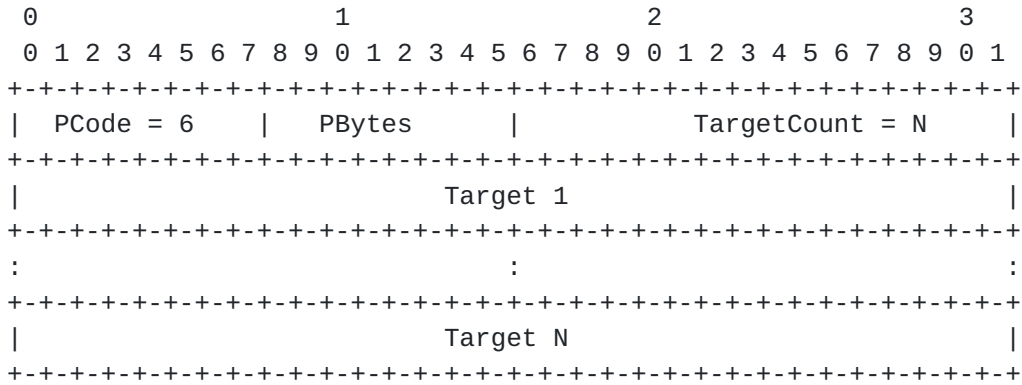 0                   1                   2                   3
 0 1 2 3 4 5 6 7 8 9 0 1 2 3 4 5 6 7 8 9 0 1 2 3 4 5 6 7 8 9 0 1
+-+-+-+-+-+-+-+-+-+-+-+-+-+-+-+-+-+-+-+-+-+-+-+-+-+-+-+-+-+-+-+-+
|  PCode = 6    |   PBytes      |           TargetCount = N     |
+-+-+-+-+-+-+-+-+-+-+-+-+-+-+-+-+-+-+-+-+-+-+-+-+-+-+-+-+-+-+-+-+
|                           Target 1                            |
+-+-+-+-+-+-+-+-+-+-+-+-+-+-+-+-+-+-+-+-+-+-+-+-+-+-+-+-+-+-+-+-+
:                               :                               :
+-+-+-+-+-+-+-+-+-+-+-+-+-+-+-+-+-+-+-+-+-+-+-+-+-+-+-+-+-+-+-+-+
|                           Target N                            |
+-+-+-+-+-+-+-+-+-+-+-+-+-+-+-+-+-+-+-+-+-+-+-+-+-+-+-+-+-+-+-+-+